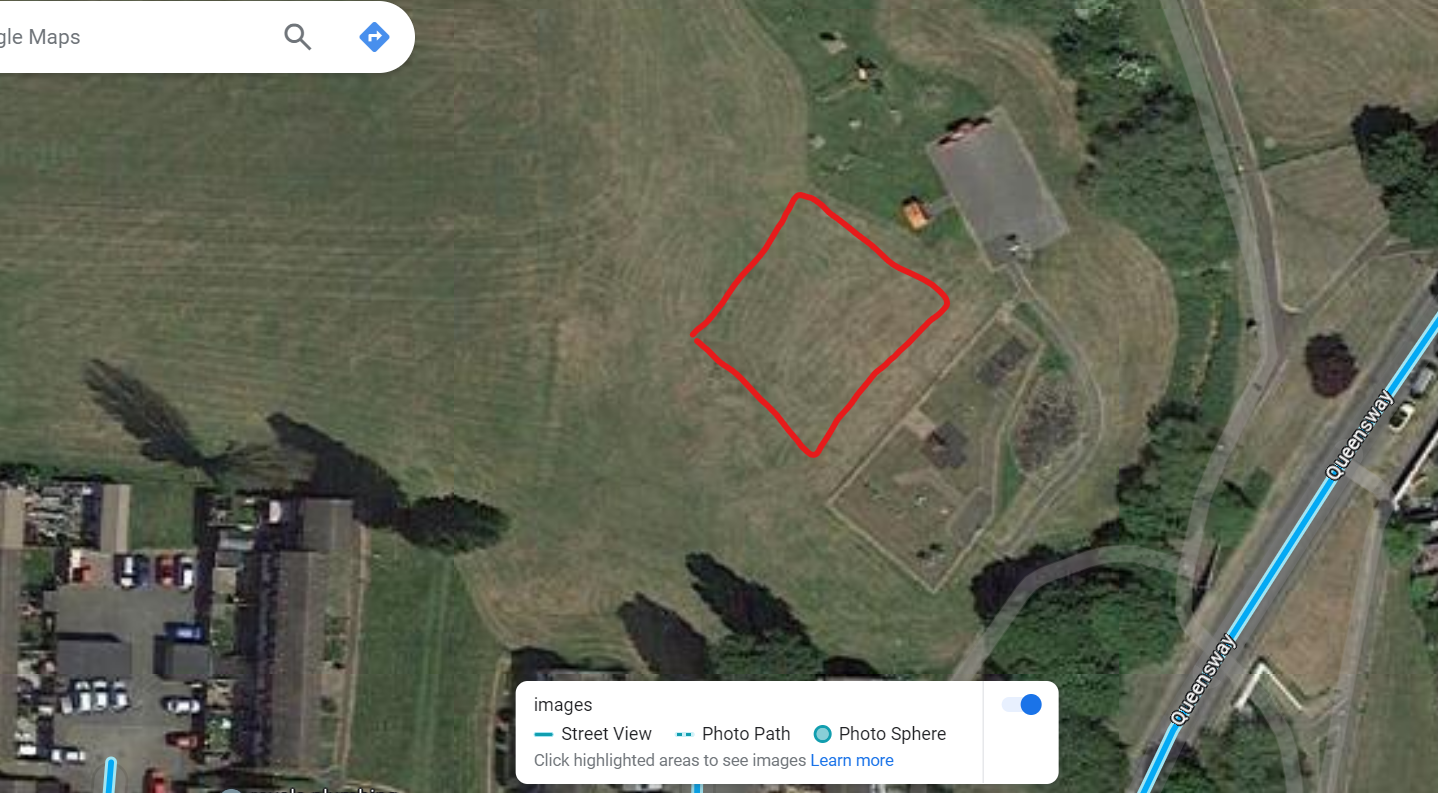 gle Maps
Queensway
Queensway
images
Street View Photo Path Photo Sphere
Click highlighted areas to see images Learn more